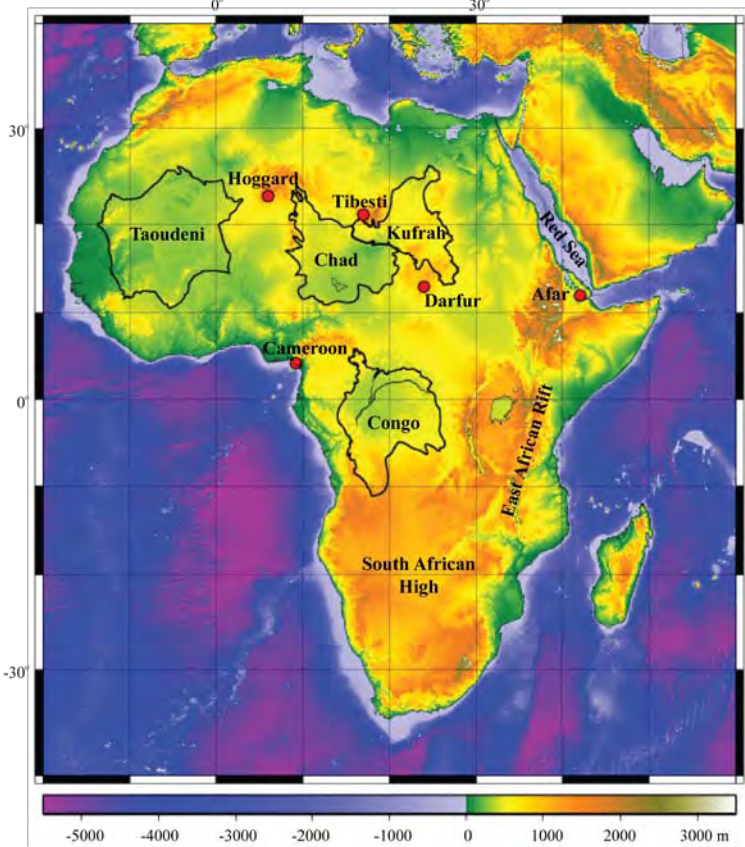 0°
30°
30°
Hoggard
Tibesti
Taoudeni
Kufrah
Red Sea
Chad
Darfur
Afar
Cameroon
0°
Congo
East African Rift
South African
High
-30°
-5000 -4000 -3000 -2000 -1000 0 1000 2000 3000 m